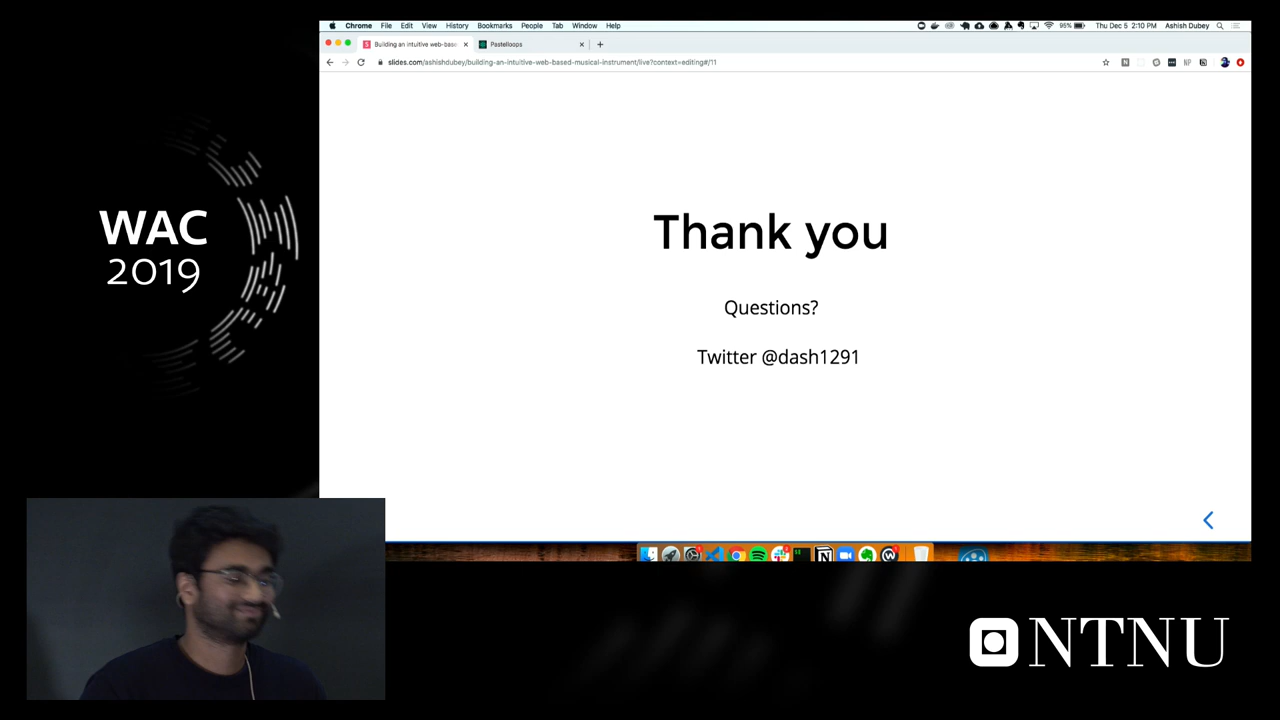 Chrome File Edit View History Bookmarks People Tab Window Help
95% Thu Dec 5 2:10 PM Ashish Dubey
Building an intuitive web-base
Pastelloops
slides.com/ashishdubey/building-an-intuitive-web-based-musical-instrument/live?context=editing#/11
WAC
2019
Thank you
Questions?
Twitter @dash1291
NTNU